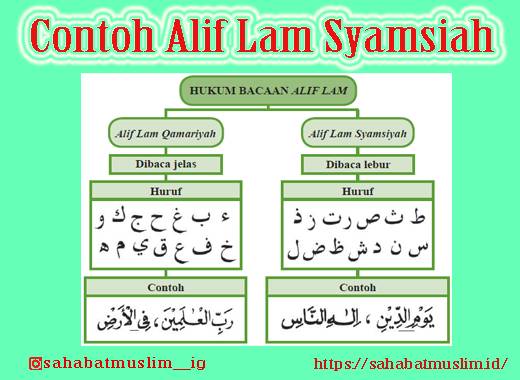 Contoh Alif Lam Syamsiah
HUKUM BACAAN ALIF LAM
Alif Lam Qamariyah
Dibaca jelas
Huruf
ء ب غ ح ج ك و
خ ف ع ق ي م ه
Contoh
رَبِّ الْعٰلَمِيْنَ، فِى الْأَرْضِ
Alif Lam Syamsiyah
Dibaca lebur
Huruf
ط ث ص ر ت ز ذ
س ن د ش ظ ض ل
Contoh
يَوْمِ الدِّيْنِ ، اِلٰهِ النَّاسِ
sahabatmuslim__ig
https://sahabatmuslim.id/